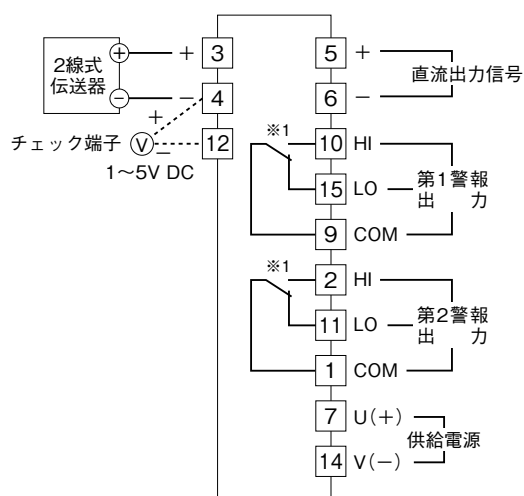 2線式
伝送器
+
−
+
−
3
4
12
+
−
V
チェック端子
1〜5V DC
5
+
6
−
直流出力信号
※1
10
HI
15
LO
9
COM
第1警報
出 力
※1
2
HI
11
LO
1
COM
第2警報
出 力
7
U(+)
14
V(−)
供給電源